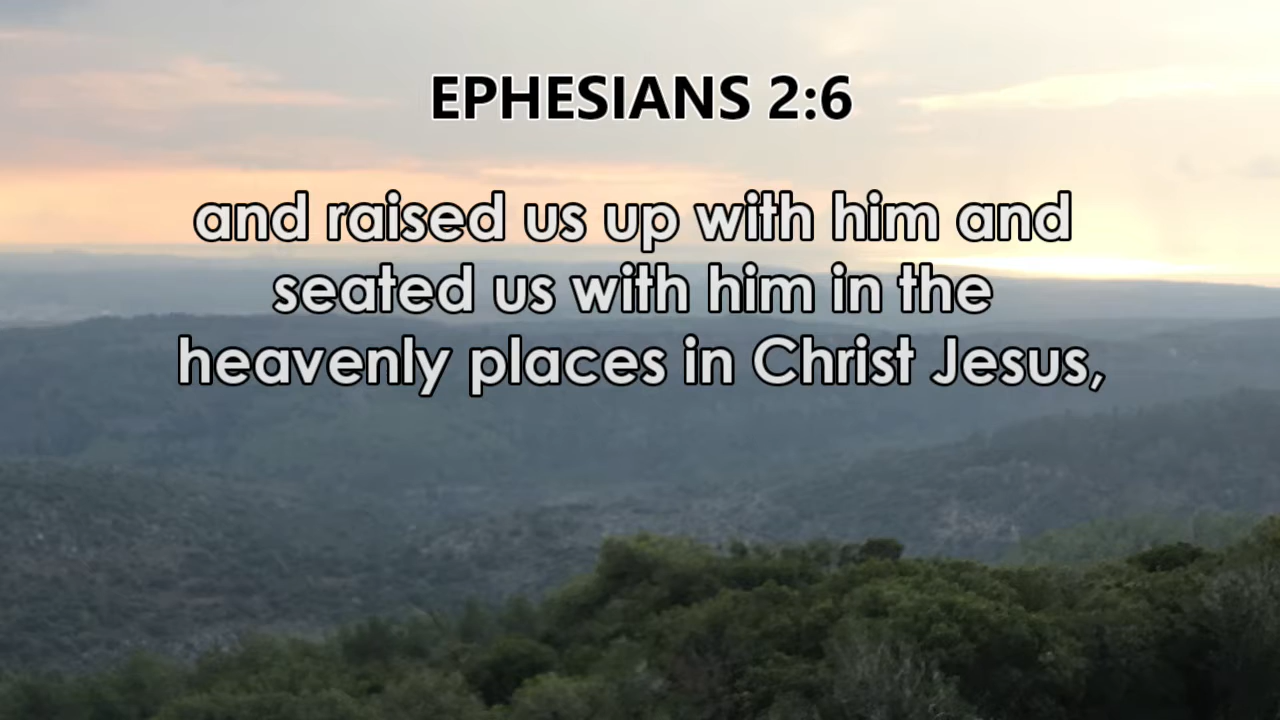 EPHESIANS 2:6
and raised us up with him and
seated us with him in the
heavenly places in Christ Jesus,